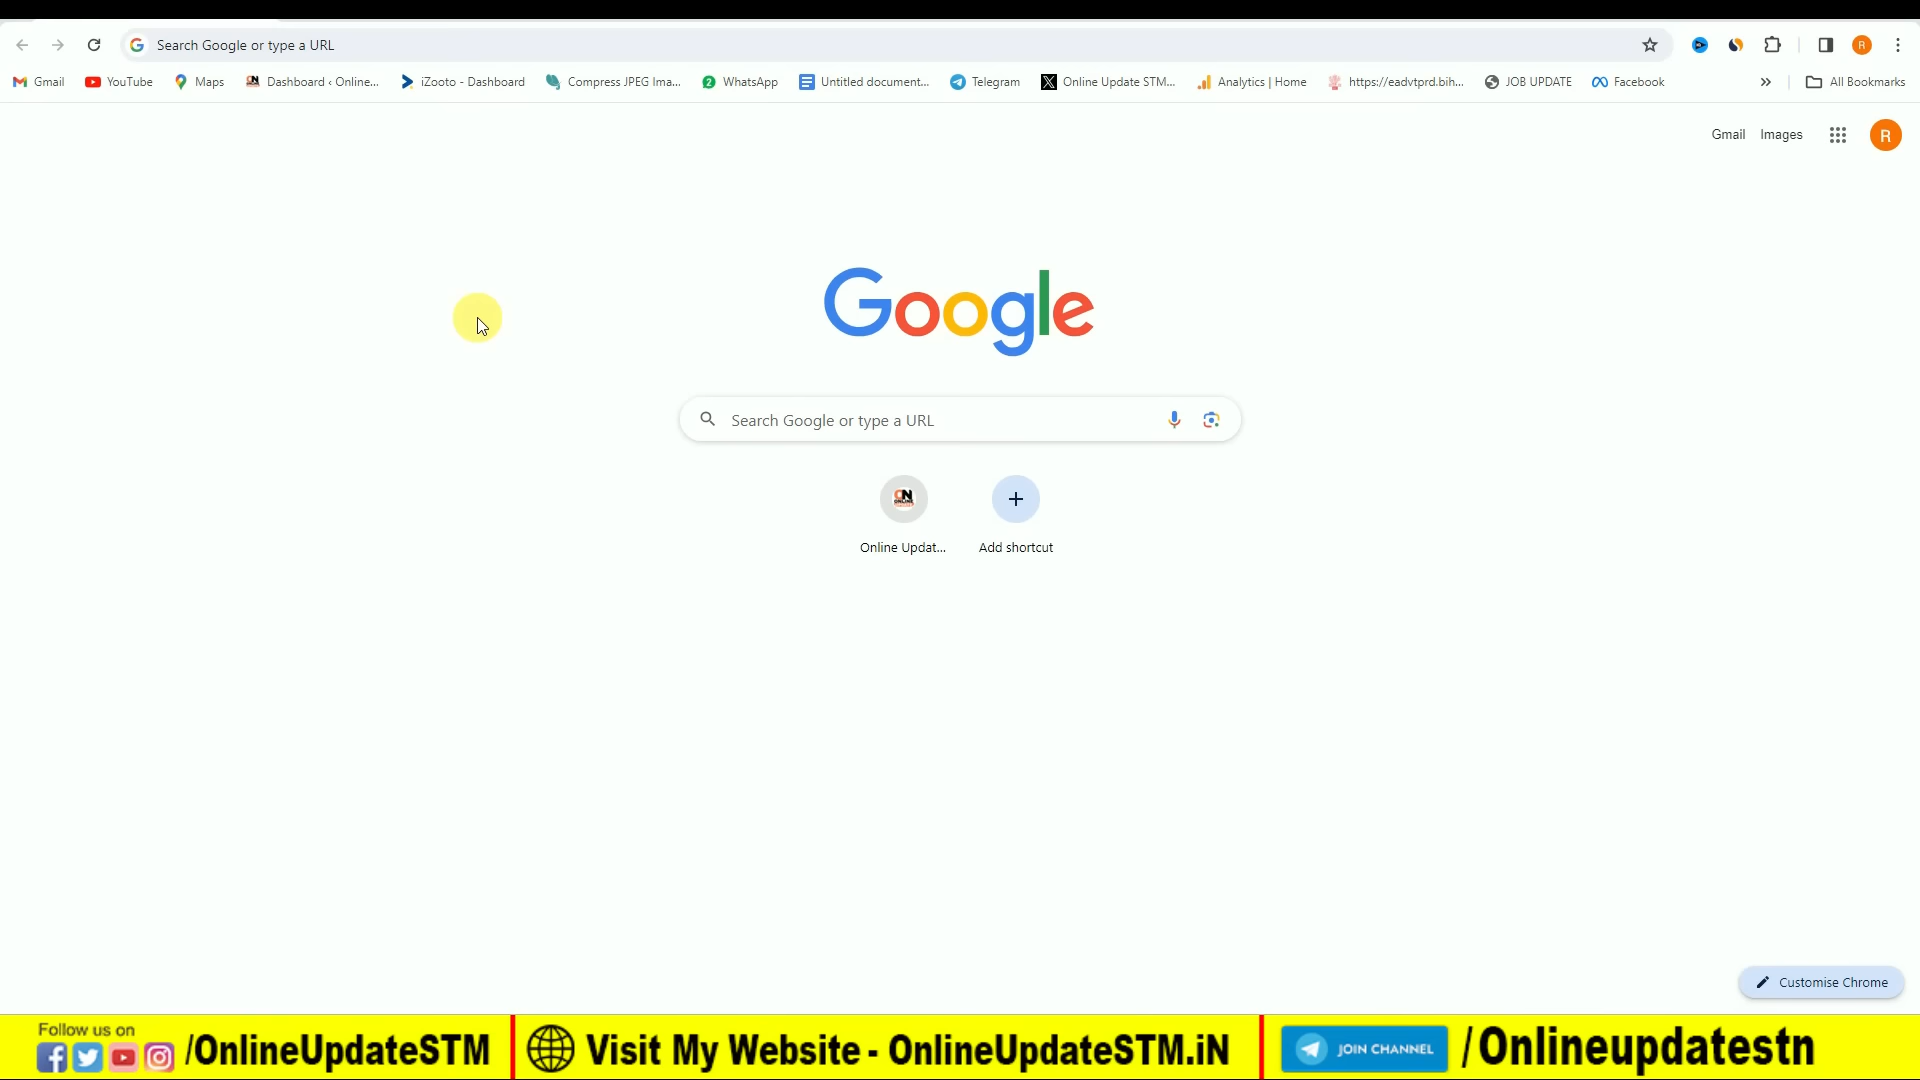 Search Google or type a URL
R
Gmail YouTube Maps Dashboard ‹ Online... iZooto - Dashboard Compress JPEG Ima... 2 WhatsApp Untitled document... Telegram Online Update STM... Analytics | Home https://eadvtprd.bih... JOB UPDATE Facebook » All Bookmarks
Gmail Images R
Google
Search Google or type a URL
ON
ONLINE
Online Updat... Add shortcut
Customise Chrome
Follow us on
/OnlineUpdateSTM
Visit My Website - OnlineUpdateSTM.iN
JOIN CHANNEL /Onlineupdatestn